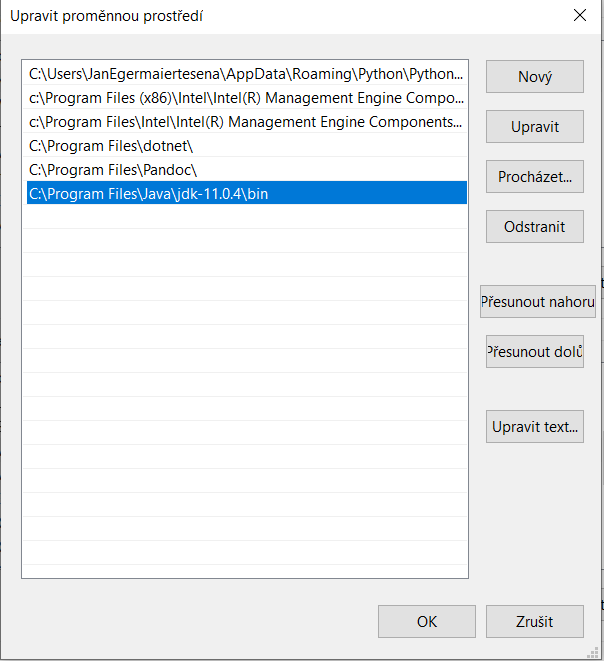 Upravit proměnnou prostředí
C:\Users\JanEgermaiertesena\AppData\Roaming\Python\Python...
c:\Program Files (x86)\Intel\Intel(R) Management Engine Compo...
c:\Program Files\Intel\Intel(R) Management Engine Components...
C:\Program Files\dotnet\
C:\Program Files\Pandoc\
C:\Program Files\Java\jdk-11.0.4\bin
Nový
Upravit
Procházet...
Odstranit
Přesunout nahoru
Přesunout dolů
Upravit text...
OK
Zrušit